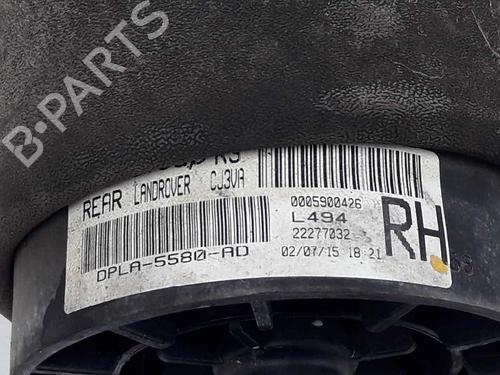 B-PARTS
REAR LANDROVER CJ3VA
0005900426
L494
22277032
RH
DPLA-5580-AD
02/07/15 18:21